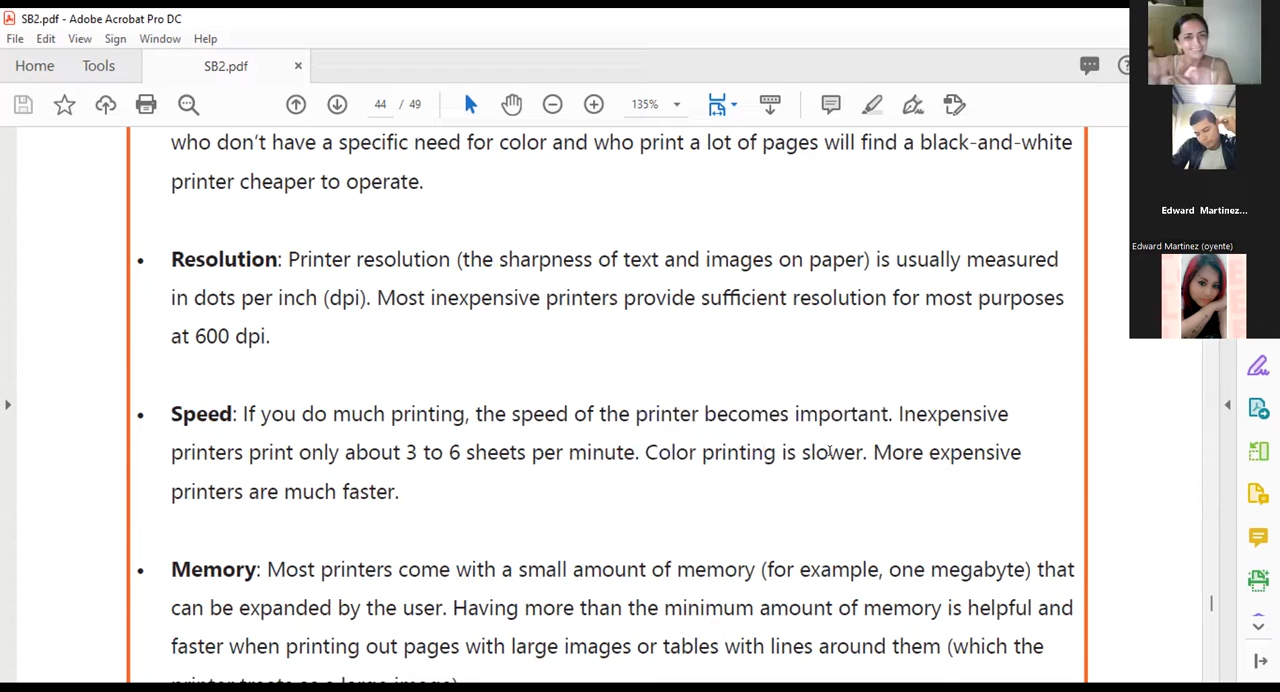 SB2.pdf - Adobe Acrobat Pro DC
File Edit View Sign Window Help
Home Tools SB2.pdf ×
44 / 49 135%
who don't have a specific need for color and who print a lot of pages will find a black-and-white
printer cheaper to operate.
• Resolution: Printer resolution (the sharpness of text and images on paper) is usually measured
in dots per inch (dpi). Most inexpensive printers provide sufficient resolution for most purposes
at 600 dpi.
• Speed: If you do much printing, the speed of the printer becomes important. Inexpensive
printers print only about 3 to 6 sheets per minute. Color printing is slower. More expensive
printers are much faster.
• Memory: Most printers come with a small amount of memory (for example, one megabyte) that
can be expanded by the user. Having more than the minimum amount of memory is helpful and
faster when printing out pages with large images or tables with lines around them (which the
printer treats as a large image)
Edward Martinez...
Edward Martinez (oyente)